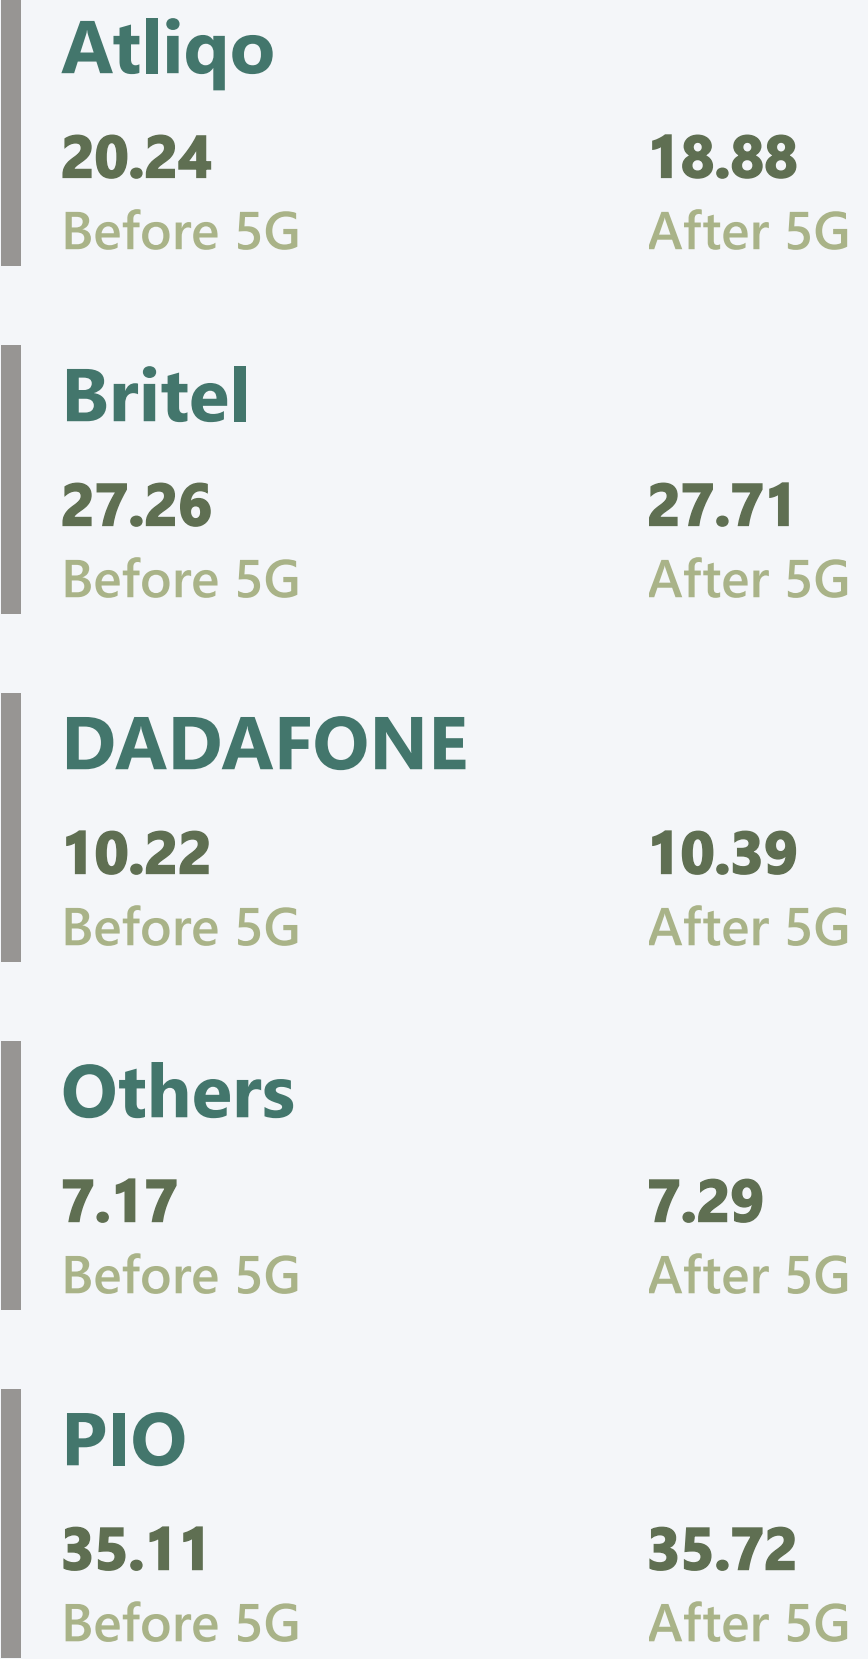 Atliqo
20.24 18.88
Before 5G After 5G
Britel
27.26 27.71
Before 5G After 5G
DADAFONE
10.22 10.39
Before 5G After 5G
Others
7.17 7.29
Before 5G After 5G
PIO
35.11 35.72
Before 5G After 5G